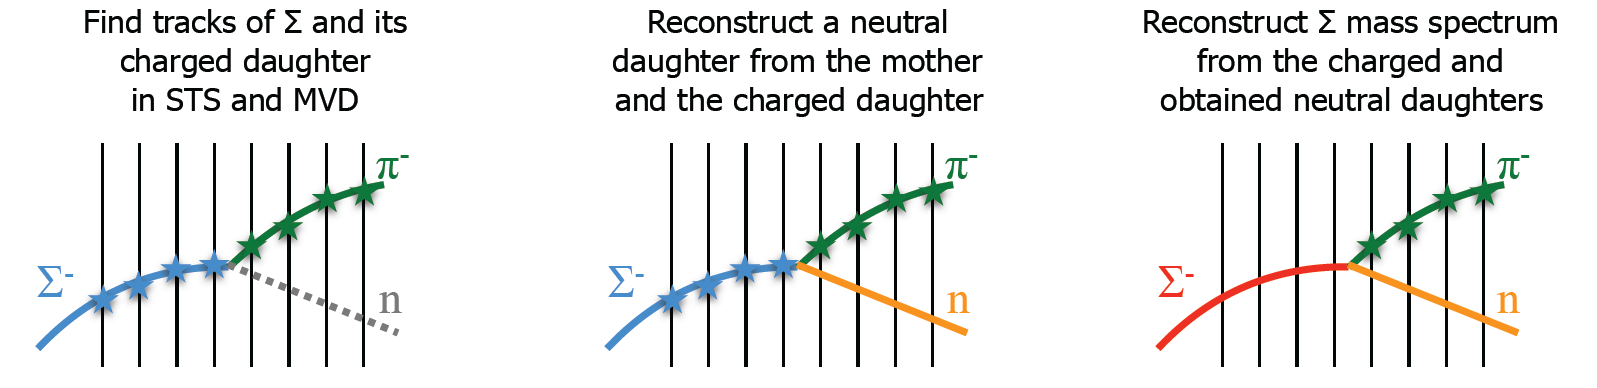 Find tracks of Σ and its
charged daughter
in STS and MVD
π-
Σ-
n
Reconstruct a neutral
daughter from the mother
and the charged daughter
π-
Σ-
n
Reconstruct Σ mass spectrum
from the charged and
obtained neutral daughters
π-
Σ-
n